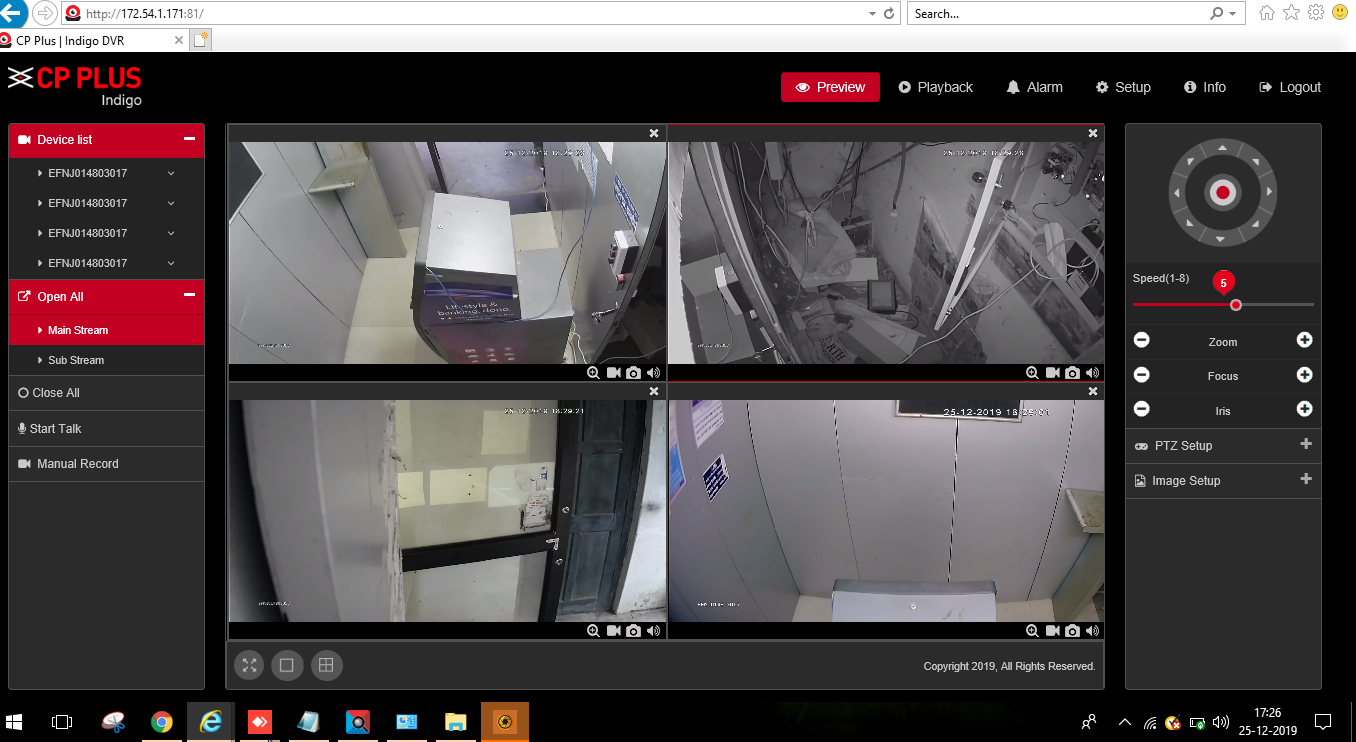 http://172.54.1.171:81/
Search...
CP Plus | Indigo DVR
CP PLUS
Indigo
Preview
Playback
Alarm
Setup
Info
Logout
Device list
EFNJ014803017
EFNJ014803017
EFNJ014803017
EFNJ014803017
Open All
Main Stream
Sub Stream
Close All
Start Talk
Manual Record
25-12-2019 18:29:23
25-12-2019 18:29:23
Lifestyle &
banking, dono.
25-12-2019 18:29:21
25-12-2019 18:29:01
Speed(1-8)
5
Zoom
Focus
Iris
PTZ Setup
Image Setup
Copyright 2019, All Rights Reserved.
17:26
25-12-2019